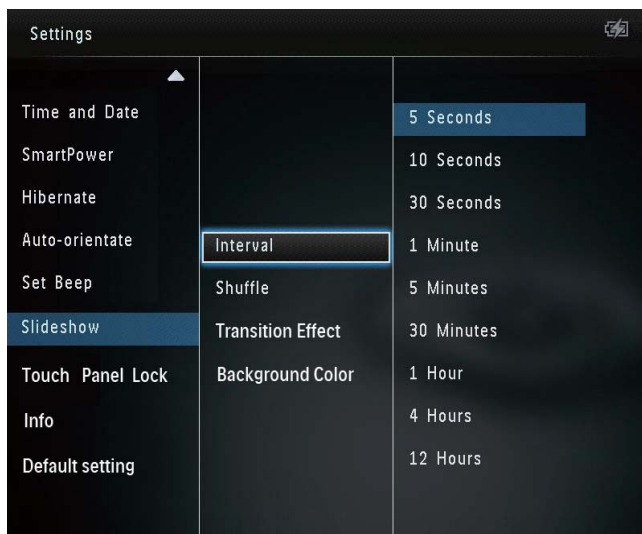 Settings
Time and Date
SmartPower
Hibernate
Auto-orientate
Set Beep
Slideshow
Touch Panel Lock
Info
Default setting
Interval
Shuffle
Transition Effect
Background Color
5 Seconds
10 Seconds
30 Seconds
1 Minute
5 Minutes
30 Minutes
1 Hour
4 Hours
12 Hours